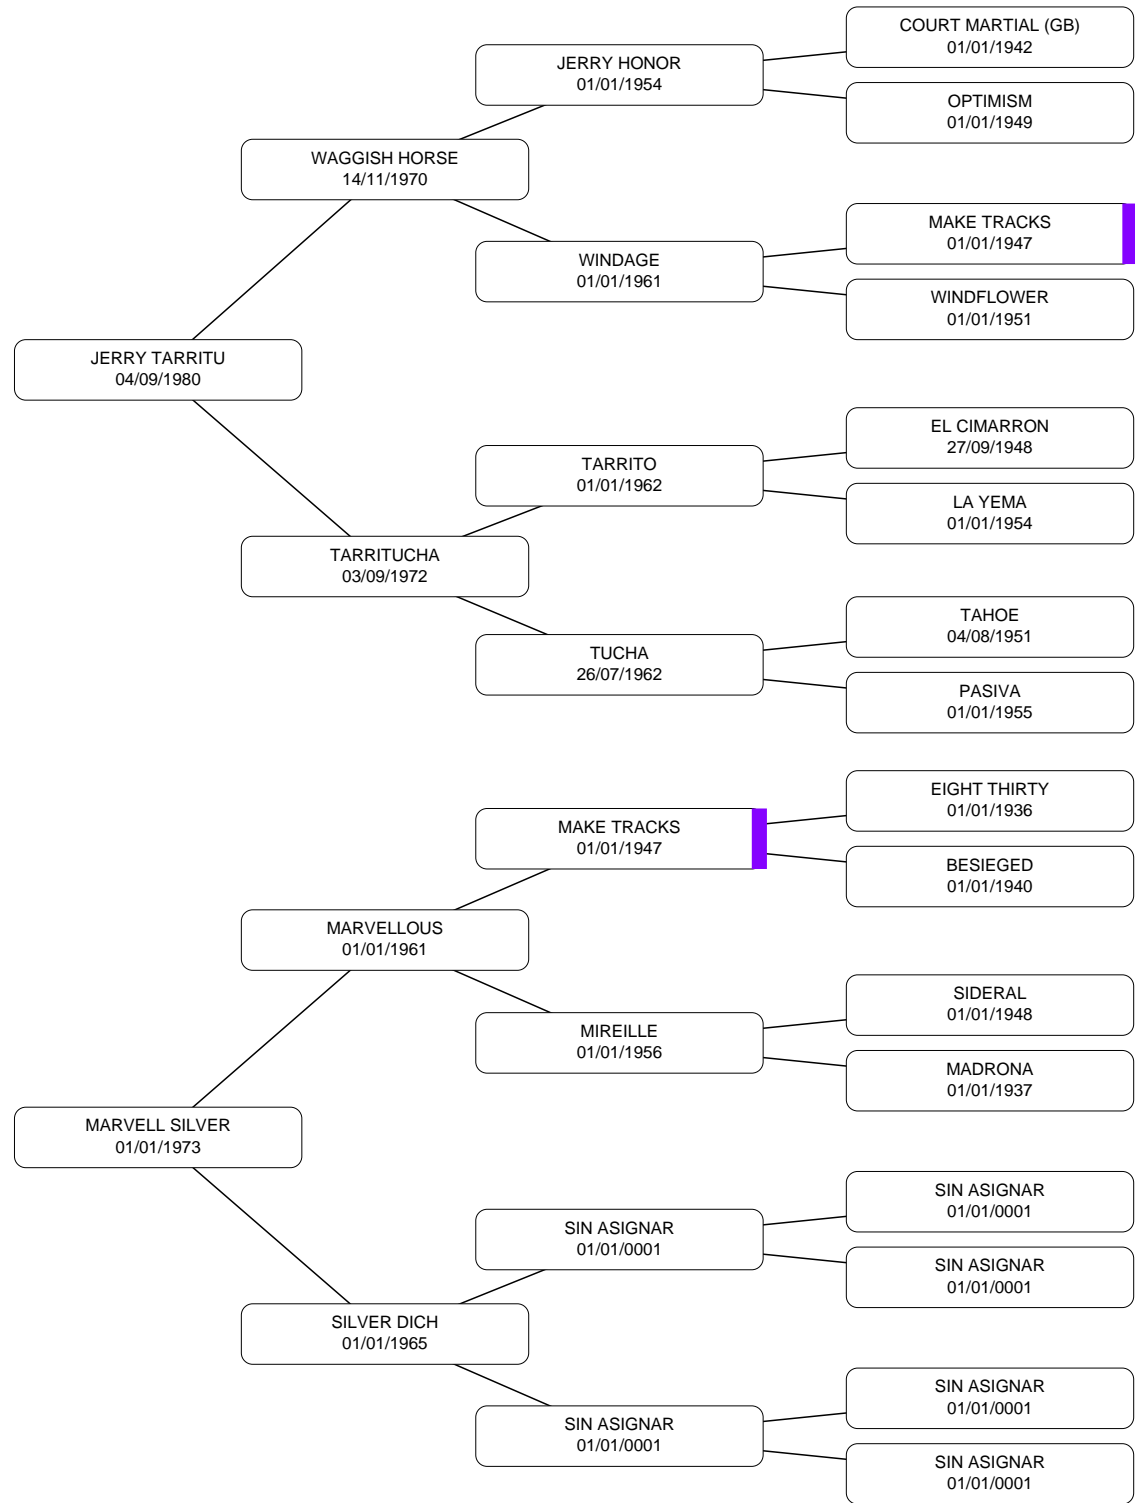 COURT MARTIAL (GB)
01/01/1942
JERRY HONOR
01/01/1954
OPTIMISM
01/01/1949
WAGGISH HORSE
14/11/1970
MAKE TRACKS
01/01/1947
WINDAGE
01/01/1961
WINDFLOWER
01/01/1951
JERRY TARRITU
04/09/1980
EL CIMARRON
27/09/1948
TARRITO
01/01/1962
LA YEMA
01/01/1954
TARRITUCHA
03/09/1972
TAHOE
04/08/1951
TUCHA
26/07/1962
PASIVA
01/01/1955
EIGHT THIRTY
01/01/1936
MAKE TRACKS
01/01/1947
BESIEGED
01/01/1940
MARVELLOUS
01/01/1961
SIDERAL
01/01/1948
MIREILLE
01/01/1956
MADRONA
01/01/1937
MARVELL SILVER
01/01/1973
SIN ASIGNAR
01/01/0001
SIN ASIGNAR
01/01/0001
SIN ASIGNAR
01/01/0001
SILVER DICH
01/01/1965
SIN ASIGNAR
01/01/0001
SIN ASIGNAR
01/01/0001
SIN ASIGNAR
01/01/0001